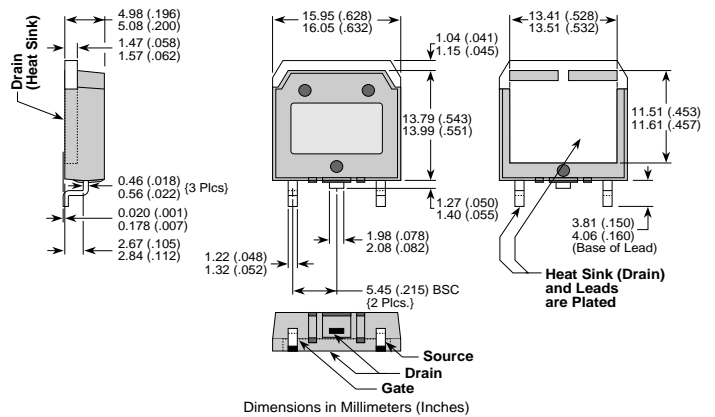 4.98 (.196)
5.08 (.200)
1.47 (.058)
1.57 (.062)
Drain
(Heat Sink)
0.46 (.018)
0.56 (.022) {3 Plcs}
0.020 (.001)
0.178 (.007)
2.67 (.105)
2.84 (.112)
15.95 (.628)
16.05 (.632)
1.04 (.041)
1.15 (.045)
13.79 (.543)
13.99 (.551)
1.27 (.050)
1.40 (.055)
1.98 (.078)
2.08 (.082)
1.22 (.048)
1.32 (.052)
5.45 (.215) BSC
{2 Plcs.}
13.41 (.528)
13.51 (.532)
11.51 (.453)
11.61 (.457)
3.81 (.150)
4.06 (.160)
(Base of Lead)
Heat Sink (Drain)
and Leads
are Plated
Source
Drain
Gate
Dimensions in Millimeters (Inches)